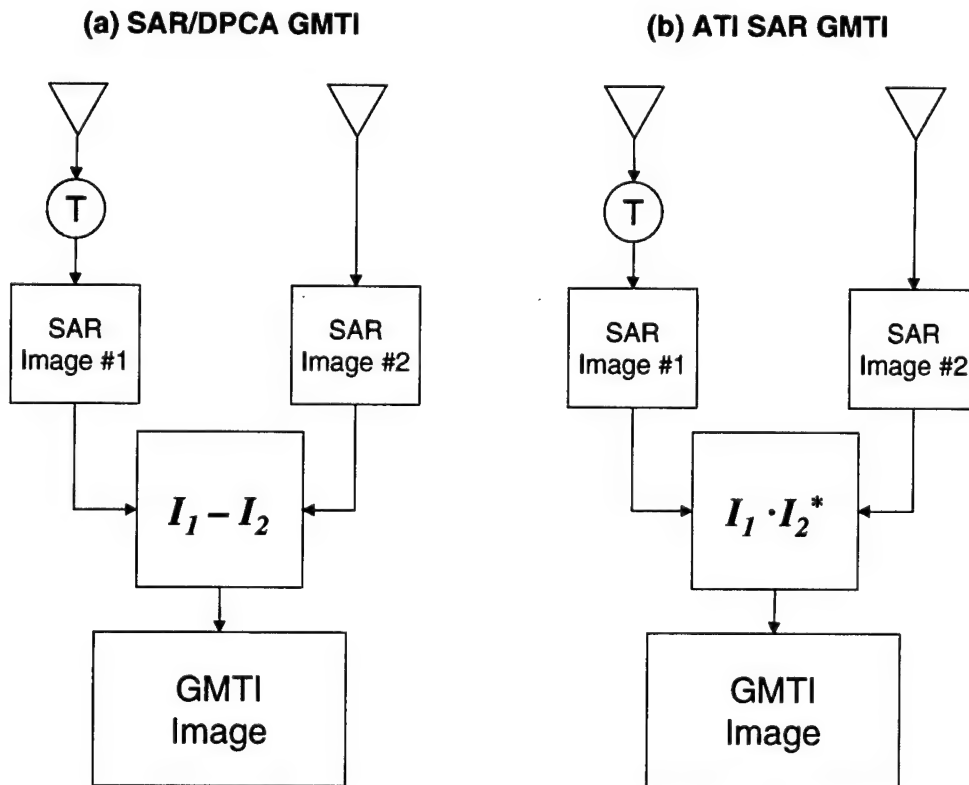 (a) SAR/DPCA GMTI
T
SAR
Image #1
SAR
Image #2
I₁ – I₂
GMTI
Image
(b) ATI SAR GMTI
T
SAR
Image #1
SAR
Image #2
I₁ · I₂*
GMTI
Image